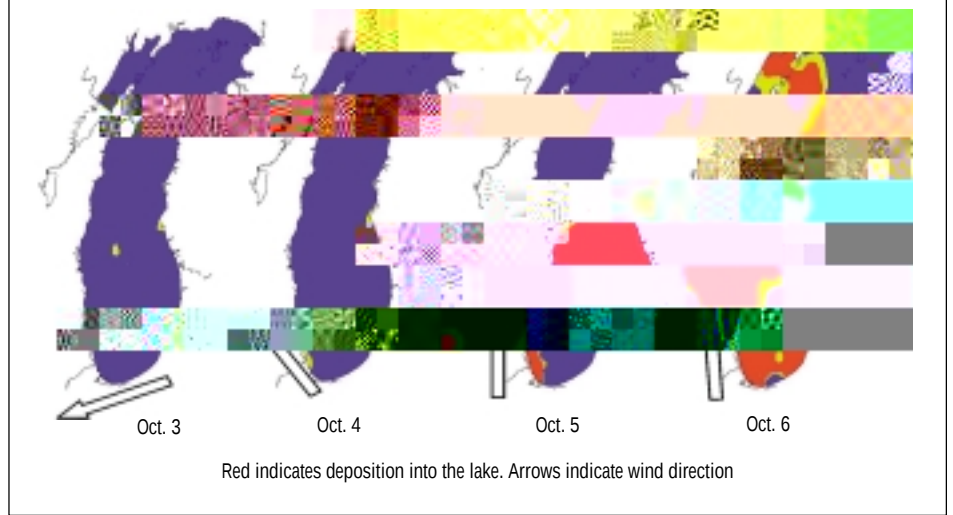 Oct. 3
Oct. 4
Oct. 5
Oct. 6
Red indicates deposition into the lake. Arrows indicate wind direction